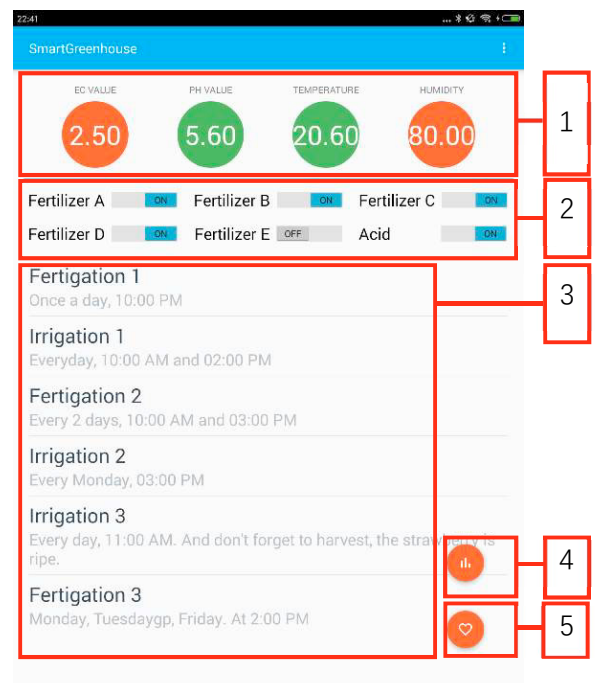 22:41
...
SmartGreenhouse
EC VALUE PH VALUE TEMPERATURE HUMIDITY
2.50 5.60 20.60 80.00
1
Fertilizer A ON Fertilizer B ON Fertilizer C ON
2
Fertilizer D ON Fertilizer E OFF Acid ON
Fertigation 1
3
Once a day, 10:00 PM
Irrigation 1
Everyday, 10:00 AM and 02:00 PM
Fertigation 2
Every 2 days, 10:00 AM and 03:00 PM
Irrigation 2
Every Monday, 03:00 PM
Irrigation 3
Every day, 11:00 AM. And don't forget to harvest, the strawberry is
ripe.
4
Fertigation 3
Monday, Tuesdaygp, Friday. At 2:00 PM
5